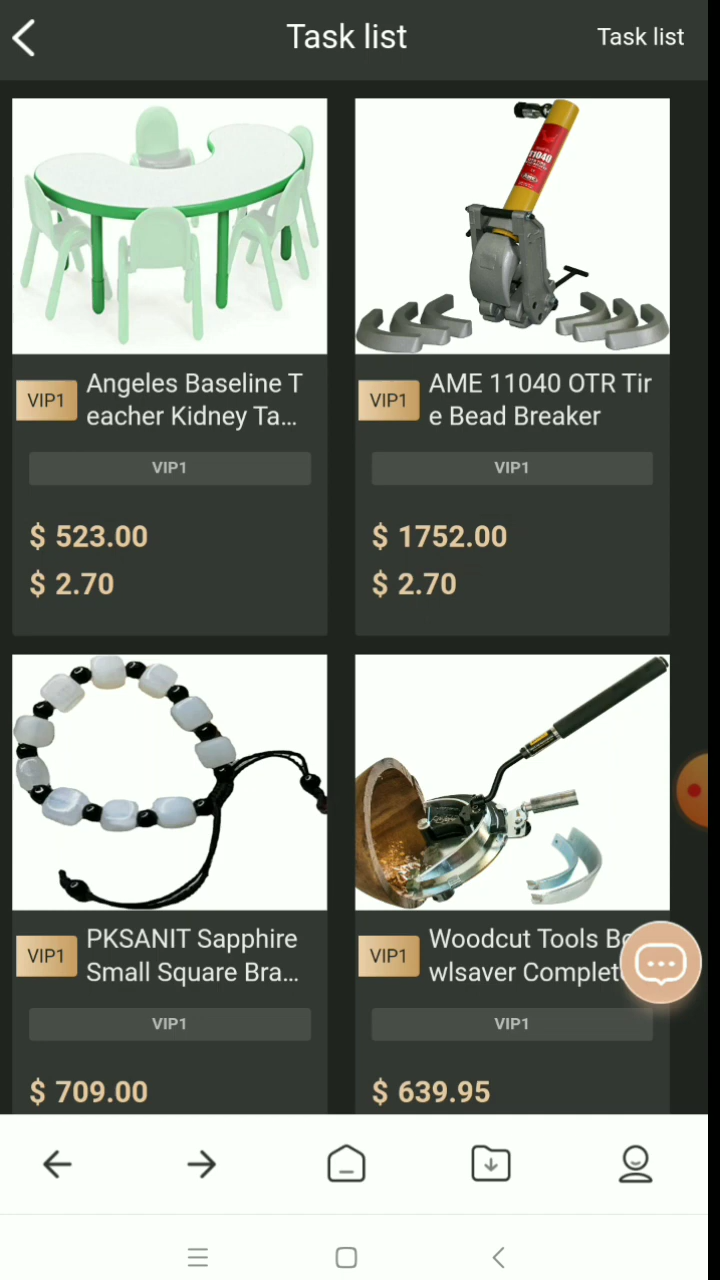 Task list
Task list
T1040
VIP1
Angeles Baseline T
eacher Kidney Ta...
VIP1
$ 523.00
$ 2.70
VIP1
AME 11040 OTR Tir
e Bead Breaker
VIP1
$ 1752.00
$ 2.70
VIP1
PKSANIT Sapphire
Small Square Bra...
VIP1
$ 709.00
VIP1
Woodcut Tools Bo
wlsaver Complet
VIP1
$ 639.95